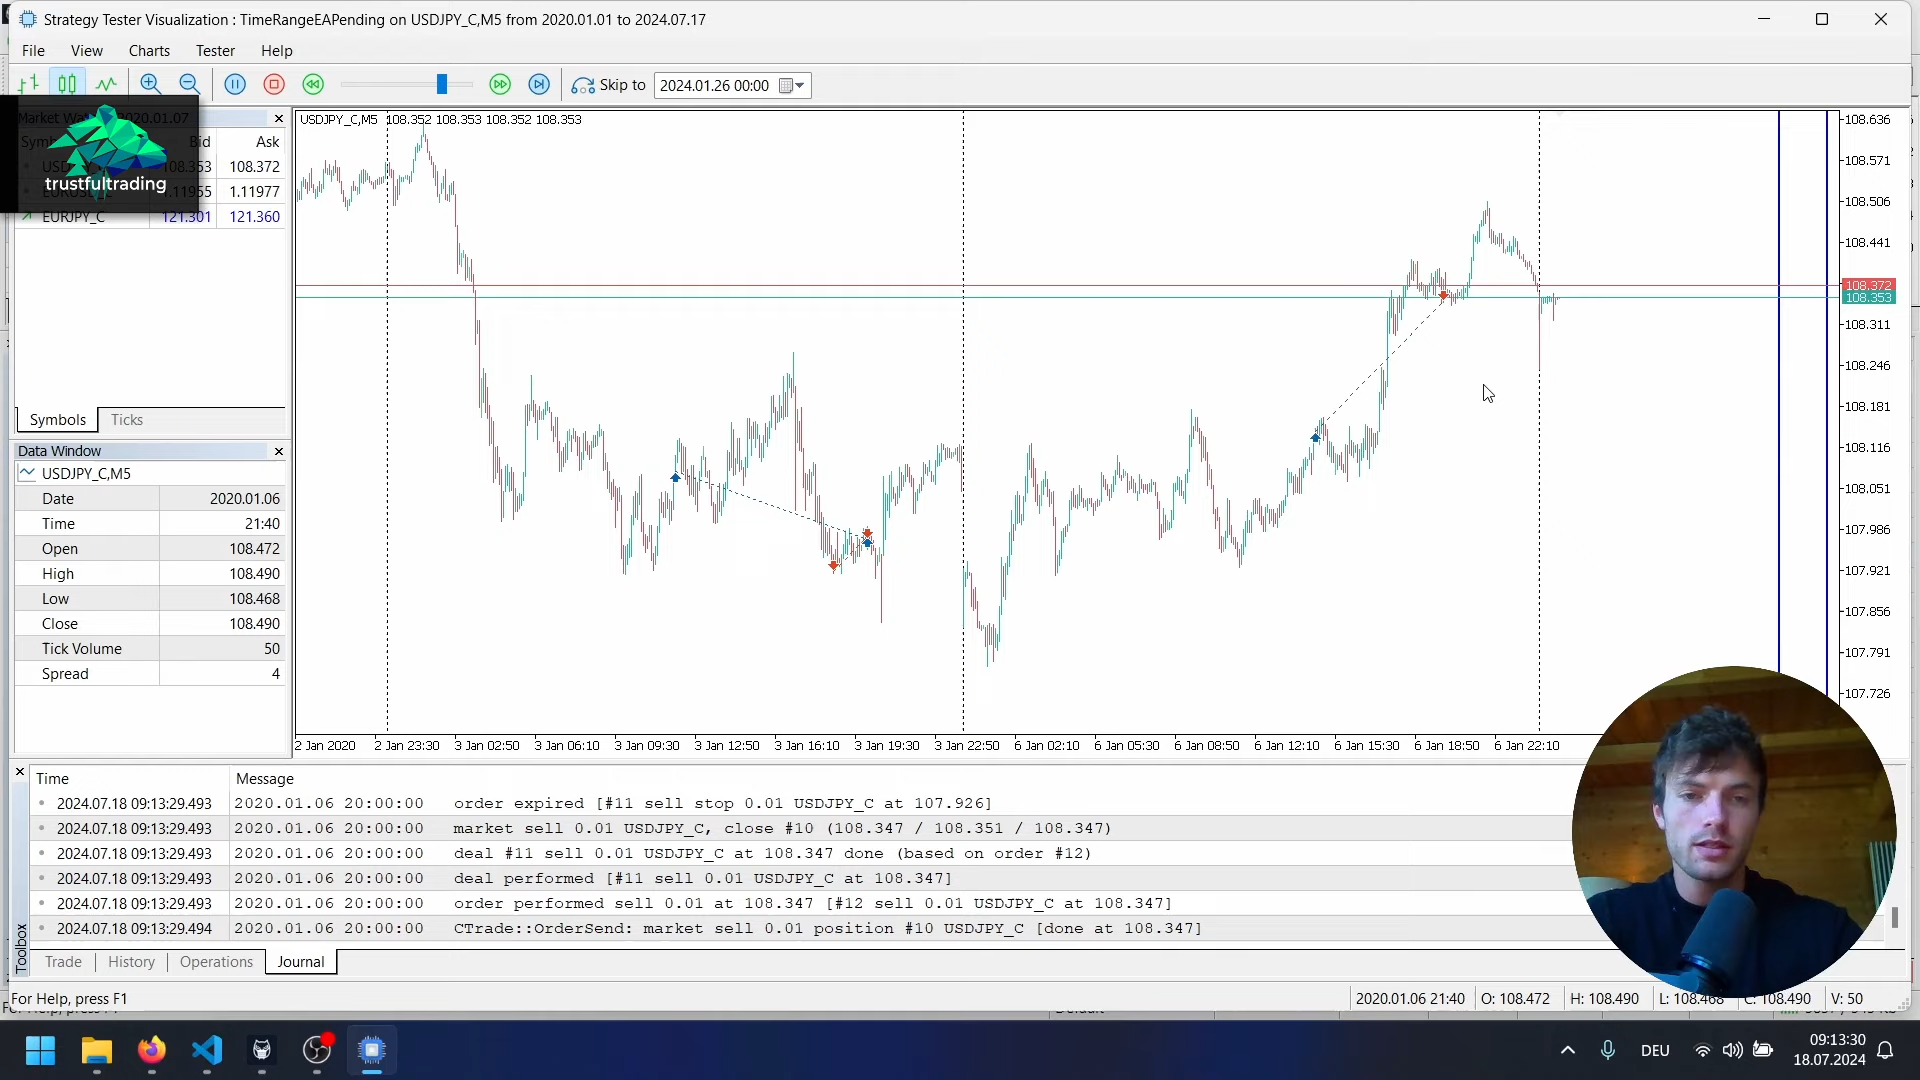 Strategy Tester Visualization : TimeRangeEAPending on USDJPY_C,M5 from 2020.01.01 to 2024.07.17
File View Charts Tester Help
Skip to 2024.01.26 00:00
2020.01.07
Bid Ask
108.353 108.372
1.11955 1.11977
EURJPY_C 121.301 121.360
trustfultrading
Symbols Ticks
Data Window
USDJPY_C,M5
Date 2020.01.06
Time 21:40
Open 108.472
High 108.490
Low 108.468
Close 108.490
Tick Volume 50
Spread 4
USDJPY_C,M5 108.352 108.353 108.352 108.353
108.636
108.571
108.506
108.441
108.372
108.353
108.311
108.246
108.181
108.116
108.051
107.986
107.921
107.856
107.791
107.726
2 Jan 2020 2 Jan 23:30 3 Jan 02:50 3 Jan 06:10 3 Jan 09:30 3 Jan 12:50 3 Jan 16:10 3 Jan 19:30 3 Jan 22:50 6 Jan 02:10 6 Jan 05:30 6 Jan 08:50 6 Jan 12:10 6 Jan 15:30 6 Jan 18:50 6 Jan 22:10
Time Message
2024.07.18 09:13:29.493 2020.01.06 20:00:00 order expired [#11 sell stop 0.01 USDJPY_C at 107.926]
2024.07.18 09:13:29.493 2020.01.06 20:00:00 market sell 0.01 USDJPY_C, close #10 (108.347 / 108.351 / 108.347)
2024.07.18 09:13:29.493 2020.01.06 20:00:00 deal #11 sell 0.01 USDJPY_C at 108.347 done (based on order #12)
2024.07.18 09:13:29.493 2020.01.06 20:00:00 deal performed [#11 sell 0.01 USDJPY_C at 108.347]
2024.07.18 09:13:29.493 2020.01.06 20:00:00 order performed sell 0.01 at 108.347 [#12 sell 0.01 USDJPY_C at 108.347]
2024.07.18 09:13:29.494 2020.01.06 20:00:00 CTrade::OrderSend: market sell 0.01 position #10 USDJPY_C [done at 108.347]
Toolbox
Trade History Operations Journal
For Help, press F1
2020.01.06 21:40 O: 108.472 H: 108.490 L: 108.468 C: 108.490 V: 50
DEU
09:13:30
18.07.2024